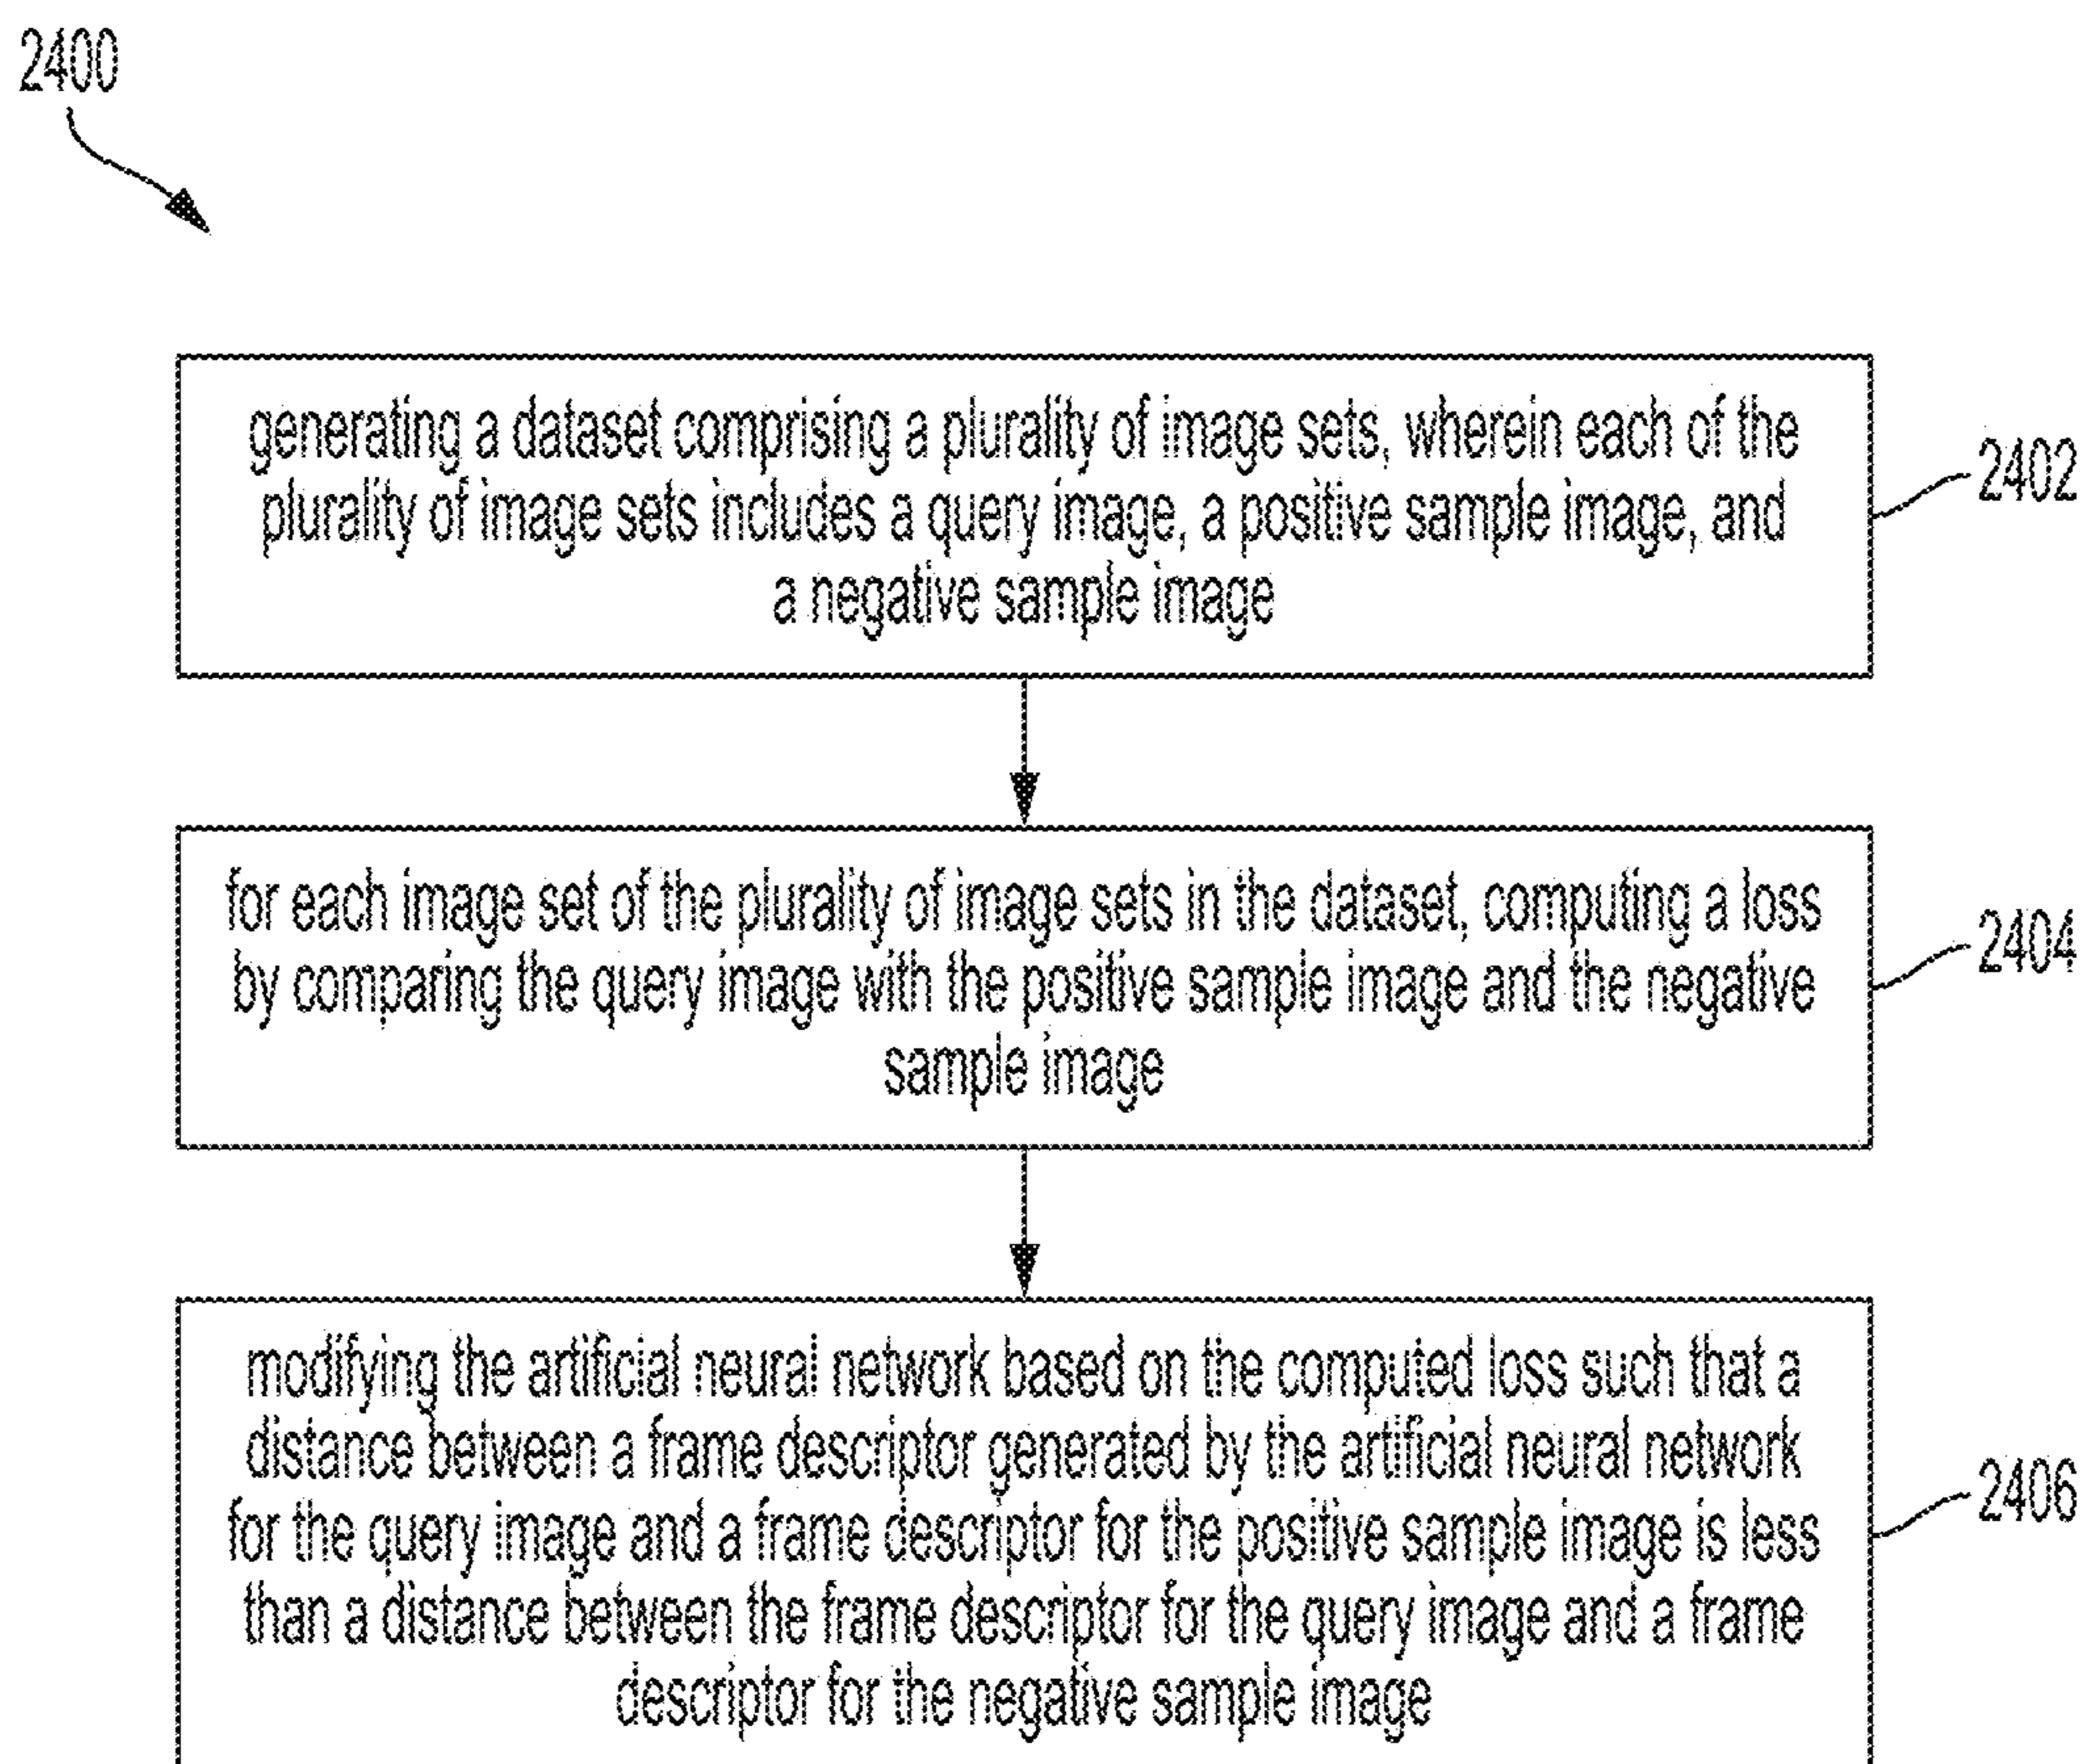 2400
generating a dataset comprising a plurality of image sets, wherein each of the
plurality of image sets includes a query image, a positive sample image, and
a negative sample image
2402
for each image set of the plurality of image sets in the dataset, computing a loss
by comparing the query image with the positive sample image and the negative
sample image
2404
modifying the artificial neural network based on the computed loss such that a
distance between a frame descriptor generated by the artificial neural network
for the query image and a frame descriptor for the positive sample image is less
than a distance between the frame descriptor for the query image and a frame
descriptor for the negative sample image
2406